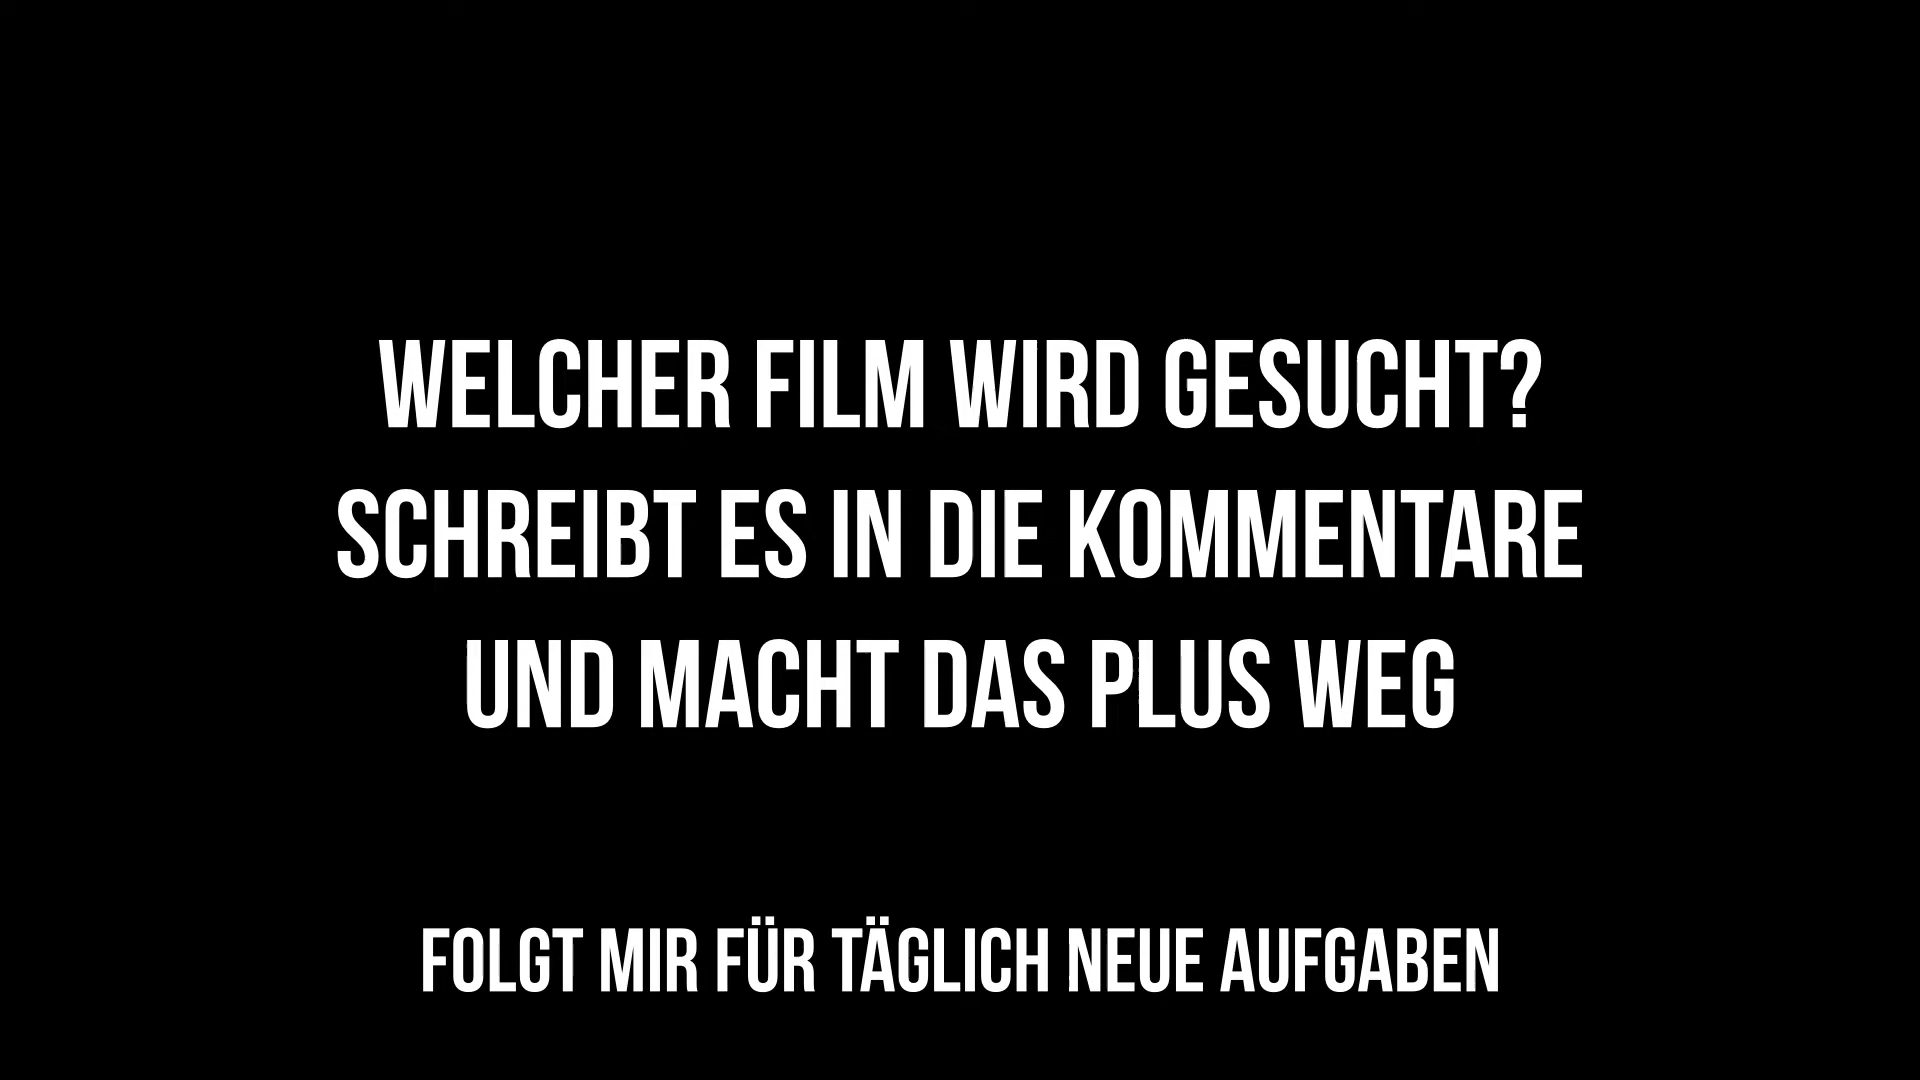 WELCHER FILM WIRD GESUCHT?
SCHREIBT ES IN DIE KOMMENTARE
UND MACHT DAS PLUS WEG
FOLGT MIR FÜR TÄGLICH NEUE AUFGABEN